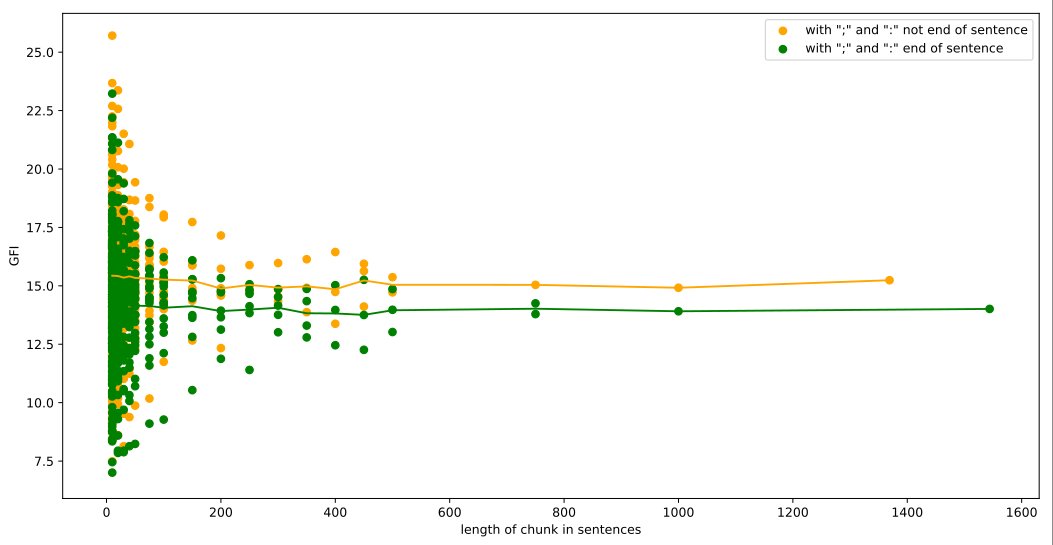 with ";" and ":" not end of sentence
with ";" and ":" end of sentence
25.0
22.5
20.0
17.5
15.0
12.5
10.0
7.5
GFI
0 200 400 600 800 1000 1200 1400 1600
length of chunk in sentences